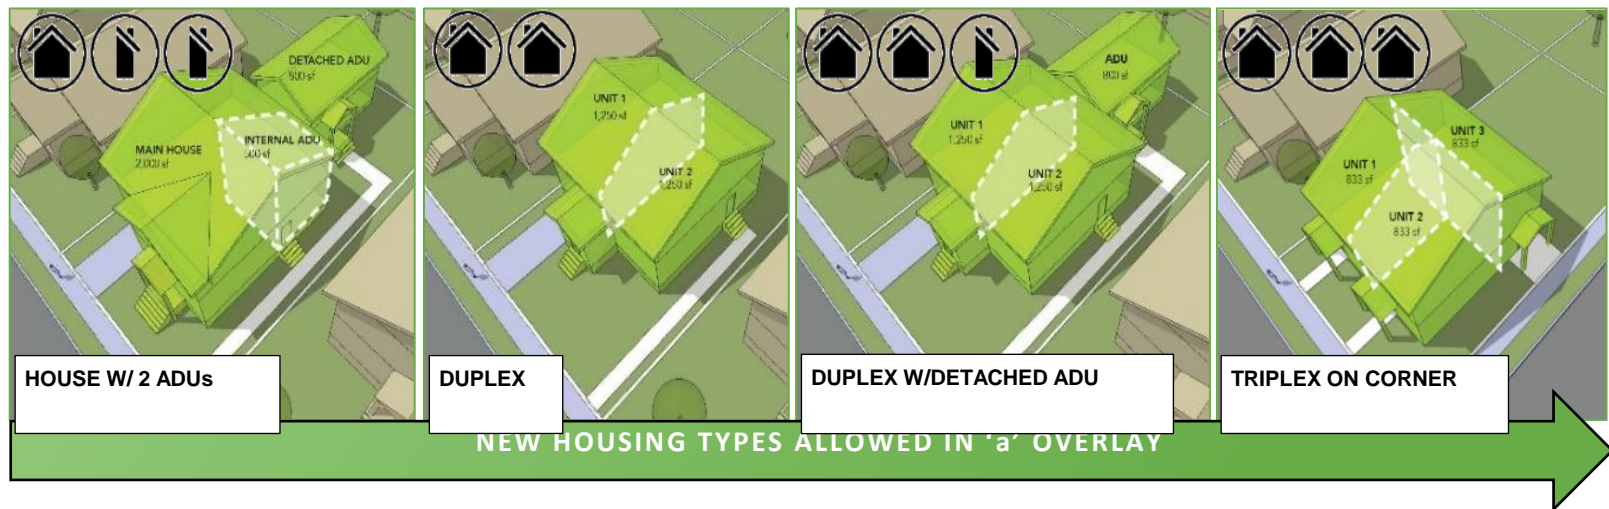 DETACHED ADU
MAIN HOUSE
2,000 sf
INTERNAL ADU
500 sf
HOUSE W/ 2 ADUs
UNIT 1
1,250 sf
UNIT 2
1,250 sf
DUPLEX
ADU
800 sf
UNIT 1
1,250 sf
UNIT 2
1,250 sf
DUPLEX W/DETACHED ADU
UNIT 3
833 sf
UNIT 1
833 sf
UNIT 2
833 sf
TRIPLEX ON CORNER
NEW HOUSING TYPES ALLOWED IN ‘a’ OVERLAY